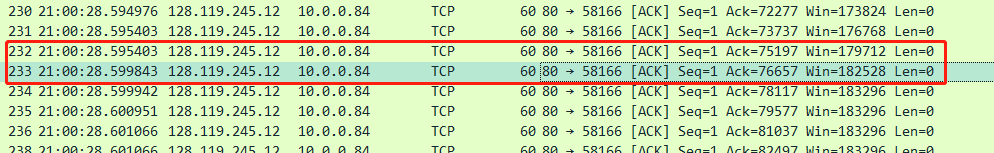 230 21:00:28.594976 128.119.245.12 10.0.0.84 TCP 60 80 → 58166 [ACK] Seq=1 Ack=72277 Win=173824 Len=0
231 21:00:28.595403 128.119.245.12 10.0.0.84 TCP 60 80 → 58166 [ACK] Seq=1 Ack=73737 Win=176768 Len=0
232 21:00:28.595403 128.119.245.12 10.0.0.84 TCP 60 80 → 58166 [ACK] Seq=1 Ack=75197 Win=179712 Len=0
233 21:00:28.599843 128.119.245.12 10.0.0.84 TCP 60 80 → 58166 [ACK] Seq=1 Ack=76657 Win=182528 Len=0
234 21:00:28.599942 128.119.245.12 10.0.0.84 TCP 60 80 → 58166 [ACK] Seq=1 Ack=78117 Win=183296 Len=0
235 21:00:28.600951 128.119.245.12 10.0.0.84 TCP 60 80 → 58166 [ACK] Seq=1 Ack=79577 Win=183296 Len=0
236 21:00:28.601066 128.119.245.12 10.0.0.84 TCP 60 80 → 58166 [ACK] Seq=1 Ack=81037 Win=183296 Len=0
238 21:00:28.601066 128.119.245.12 10.0.0.84 TCP 60 80 → 58166 [ACK] Seq=1 Ack=82497 Win=183296 Len=0